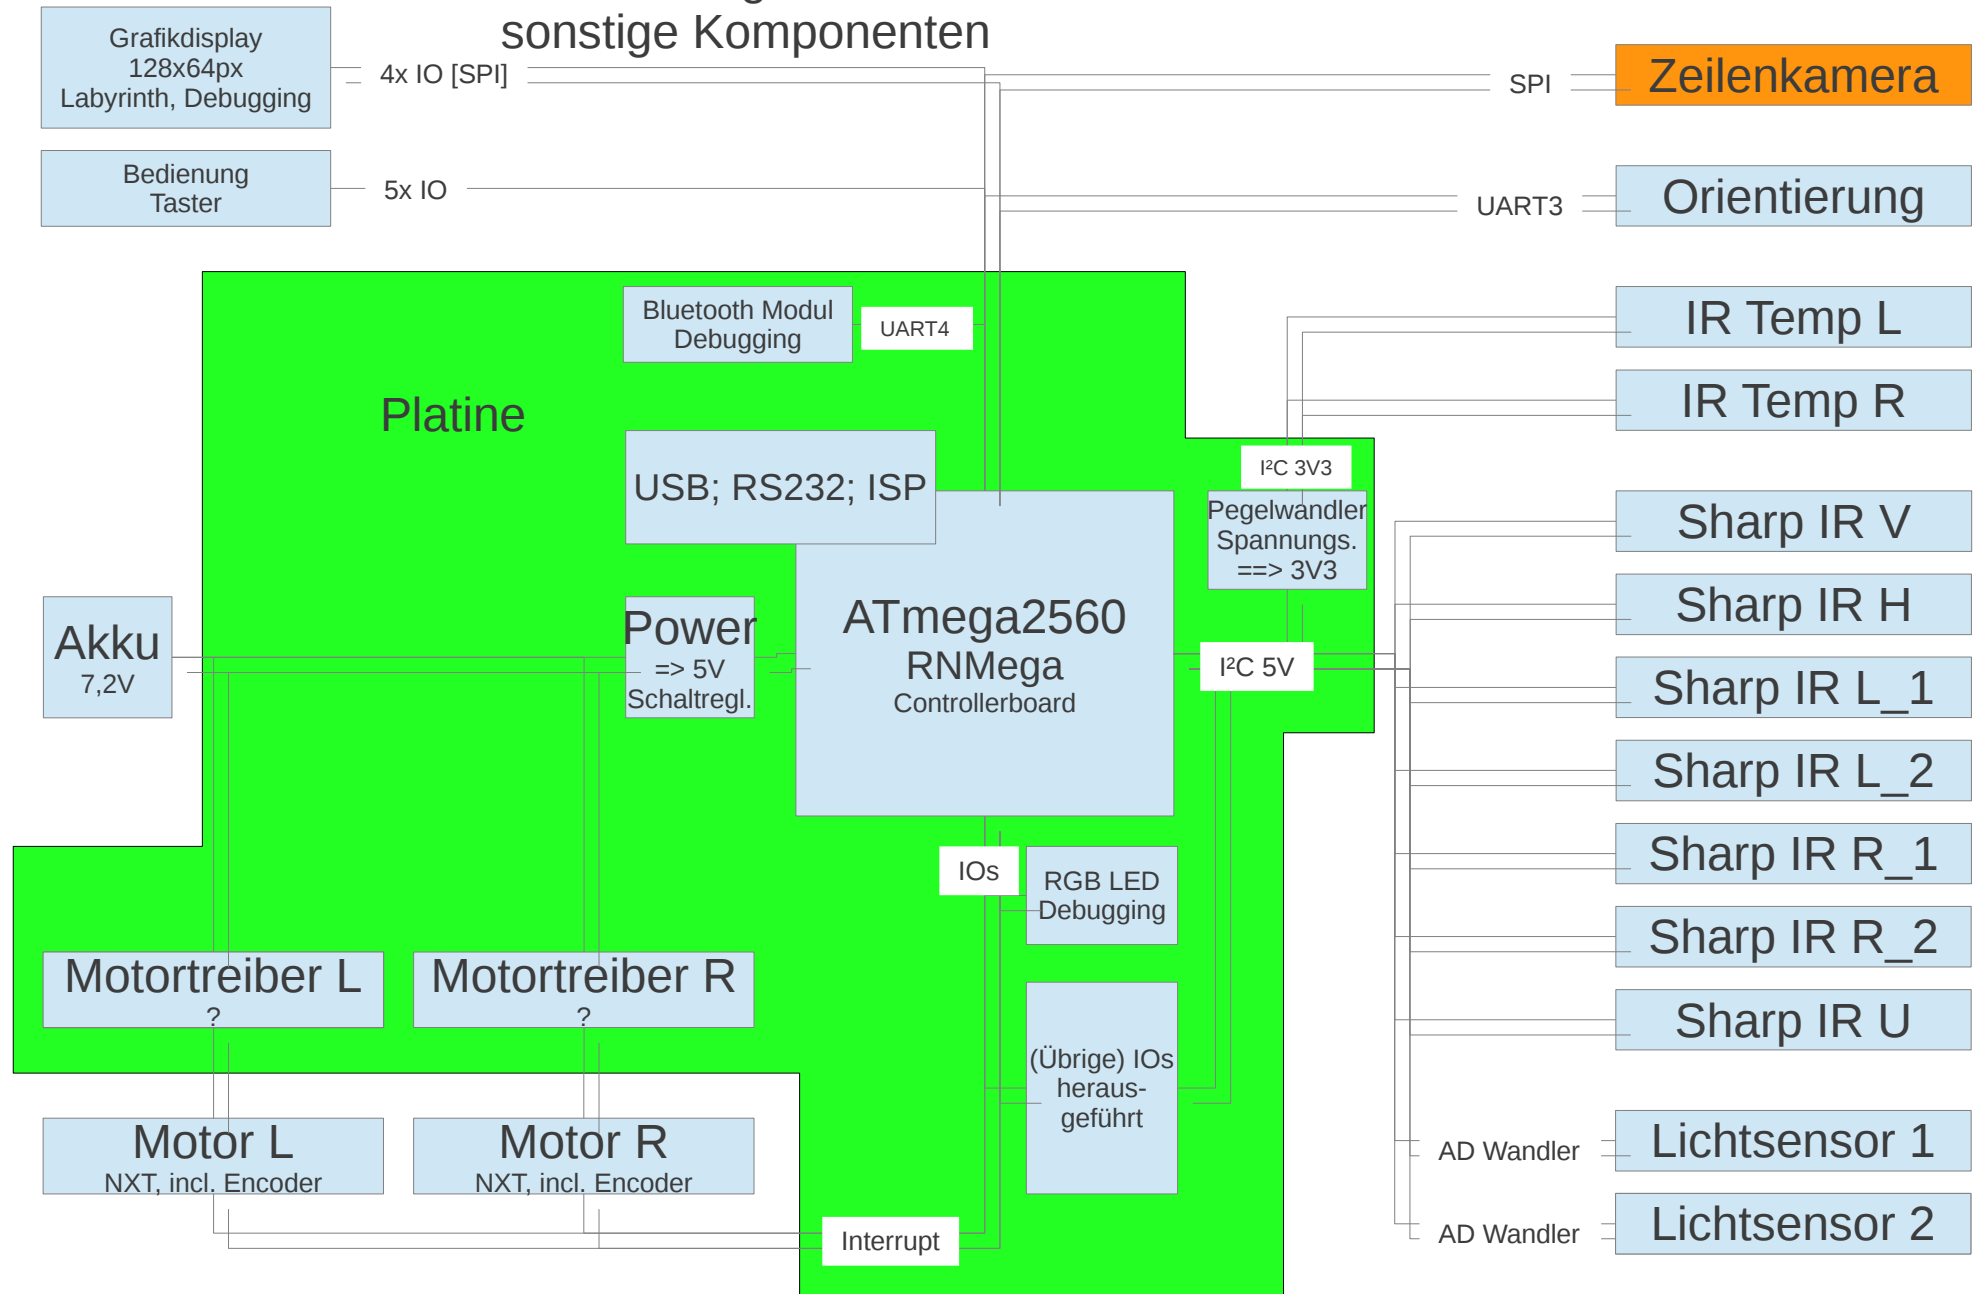 sonstige Komponenten
Grafikdisplay
128x64px
Labyrinth, Debugging
4x IO [SPI]
SPI
Zeilenkamera
Bedienung
Taster
5x IO
UART3
Orientierung
Bluetooth Modul
Debugging
UART4
IR Temp L
Platine
IR Temp R
USB; RS232; ISP
I²C 3V3
Pegelwandler
Spannungs.
==> 3V3
Sharp IR V
Akku
7,2V
Power
=> 5V
Schaltregl.
ATmega2560
RNMega
Controllerboard
I²C 5V
Sharp IR H
Sharp IR L_1
Sharp IR L_2
IOs
RGB LED
Debugging
Sharp IR R_1
Sharp IR R_2
Motortreiber L
?
Motortreiber R
?
Sharp IR U
(Übrige) IOs
heraus-
geführt
Motor L
NXT, incl. Encoder
Motor R
NXT, incl. Encoder
AD Wandler
Lichtsensor 1
Interrupt
AD Wandler
Lichtsensor 2